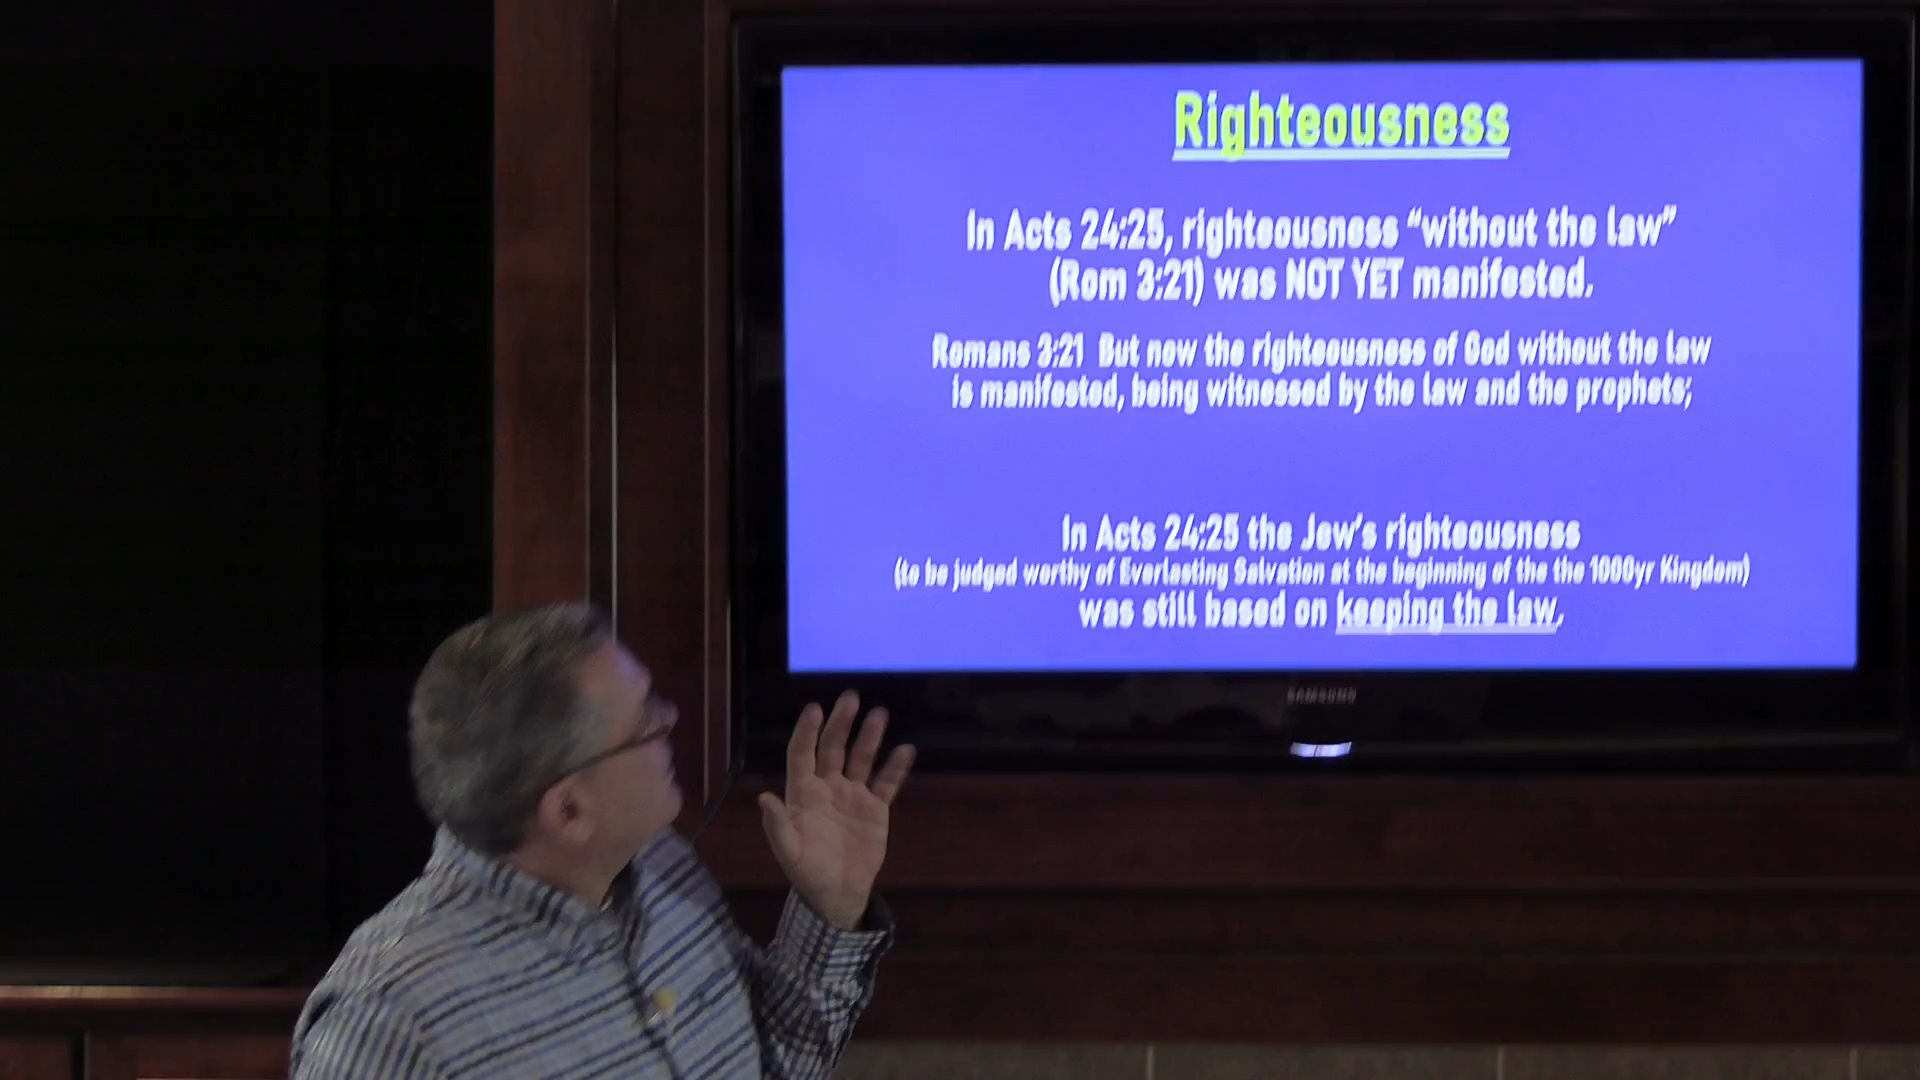 Righteousness
In Acts 24:25, righteousness “without the law”
(Rom 3:21) was NOT YET manifested.
Romans 3:21 But now the righteousness of God without the law
is manifested, being witnessed by the law and the prophets;
In Acts 24:25 the Jew’s righteousness
(to be judged worthy of Everlasting Salvation at the beginning of the the 1000yr Kingdom)
was still based on keeping the law.
SAMSUNG